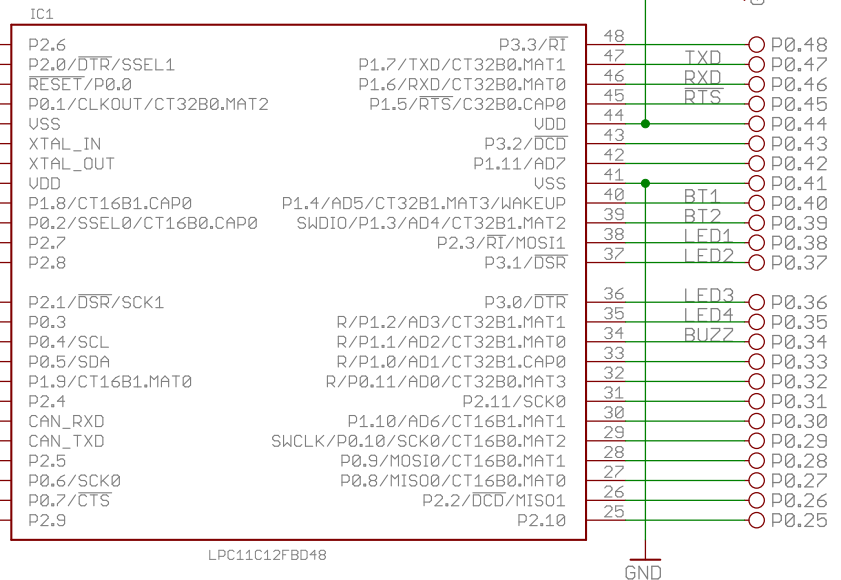 IC1
P2.6 P3.3/RI 48 P0.48
P2.0/DTR/SSEL1 P1.7/TXD/CT32B0.MAT1 47 TXD P0.47
RESET/P0.0 P1.6/RXD/CT32B0.MAT0 46 RXD P0.46
P0.1/CLKOUT/CT32B0.MAT2 P1.5/RTS/C32B0.CAP0 45 RTS P0.45
VSS VDD 44 P0.44
XTAL_IN P3.2/DCD 43 P0.43
XTAL_OUT P1.11/AD7 42 P0.42
VDD VSS 41 P0.41
P1.8/CT16B1.CAP0 P1.4/AD5/CT32B1.MAT3/WAKEUP 40 BT1 P0.40
P0.2/SSEL0/CT16B0.CAP0 SWDIO/P1.3/AD4/CT32B1.MAT2 39 BT2 P0.39
P2.7 P2.3/RI/MOSI1 38 LED1 P0.38
P2.8 P3.1/DSR 37 LED2 P0.37
P2.1/DSR/SCK1 P3.0/DTR 36 LED3 P0.36
P0.3 R/P1.2/AD3/CT32B1.MAT1 35 LED4 P0.35
P0.4/SCL R/P1.1/AD2/CT32B1.MAT0 34 BUZZ P0.34
P0.5/SDA R/P1.0/AD1/CT32B1.CAP0 33 P0.33
P1.9/CT16B1.MAT0 R/P0.11/AD0/CT32B0.MAT3 32 P0.32
P2.4 P2.11/SCK0 31 P0.31
CAN_RXD P1.10/AD6/CT16B1.MAT1 30 P0.30
CAN_TXD SWCLK/P0.10/SCK0/CT16B0.MAT2 29 P0.29
P2.5 P0.9/MOSI0/CT16B0.MAT1 28 P0.28
P0.6/SCK0 P0.8/MISO0/CT16B0.MAT0 27 P0.27
P0.7/CTS P2.2/DCD/MISO1 26 P0.26
P2.9 P2.10 25 P0.25
LPC11C12FBD48
GND